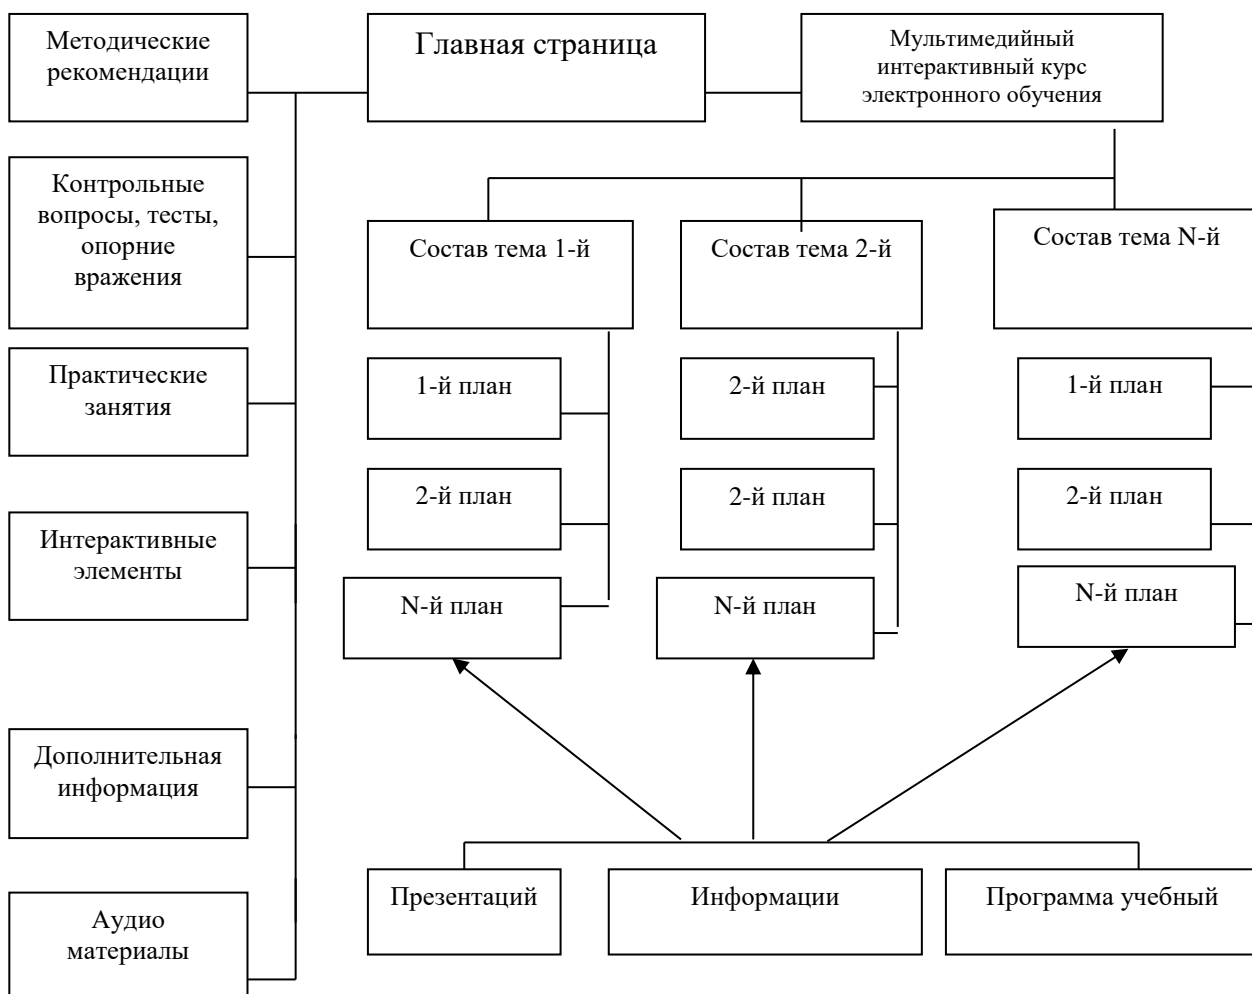 Методические
рекомендации
Главная страница
Мультимедийный
интерактивный курс
электронного обучения
Контрольные
вопросы, тесты,
опорние
вражения
Состав тема 1-й
Состав тема 2-й
Состав тема N-й
Практические
занятия
1-й план
2-й план
1-й план
2-й план
2-й план
2-й план
Интерактивные
элементы
N-й план
N-й план
N-й план
Дополнительная
информация
Презентаций
Информации
Программа учебный
Аудио
материалы